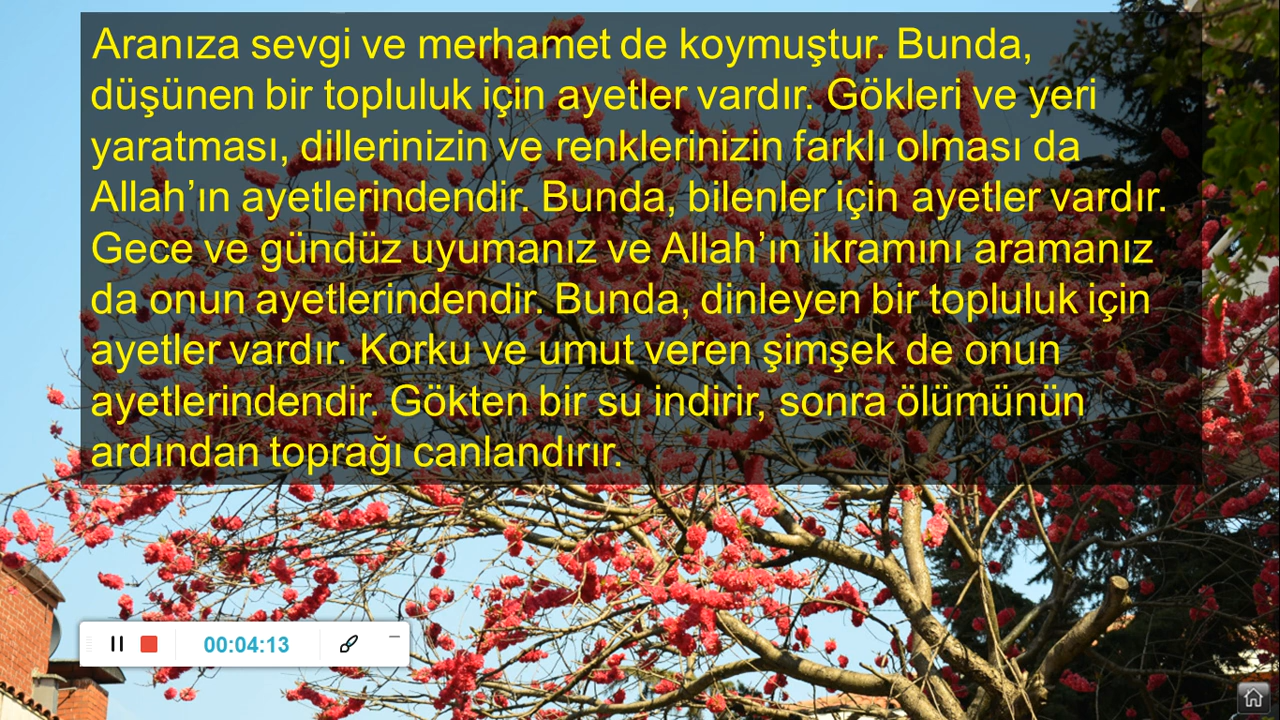 Aranıza sevgi ve merhamet de koymuştur. Bunda,
düşünen bir topluluk için ayetler vardır. Gökleri ve yeri
yaratması, dillerinizin ve renklerinizin farklı olması da
Allah’ın ayetlerindendir. Bunda, bilenler için ayetler vardır.
Gece ve gündüz uyumanız ve Allah’ın ikramını aramanız
da onun ayetlerindendir. Bunda, dinleyen bir topluluk için
ayetler vardır. Korku ve umut veren şimşek de onun
ayetlerindendir. Gökten bir su indirir, sonra ölümünün
ardından toprağı canlandırır.
00:04:13